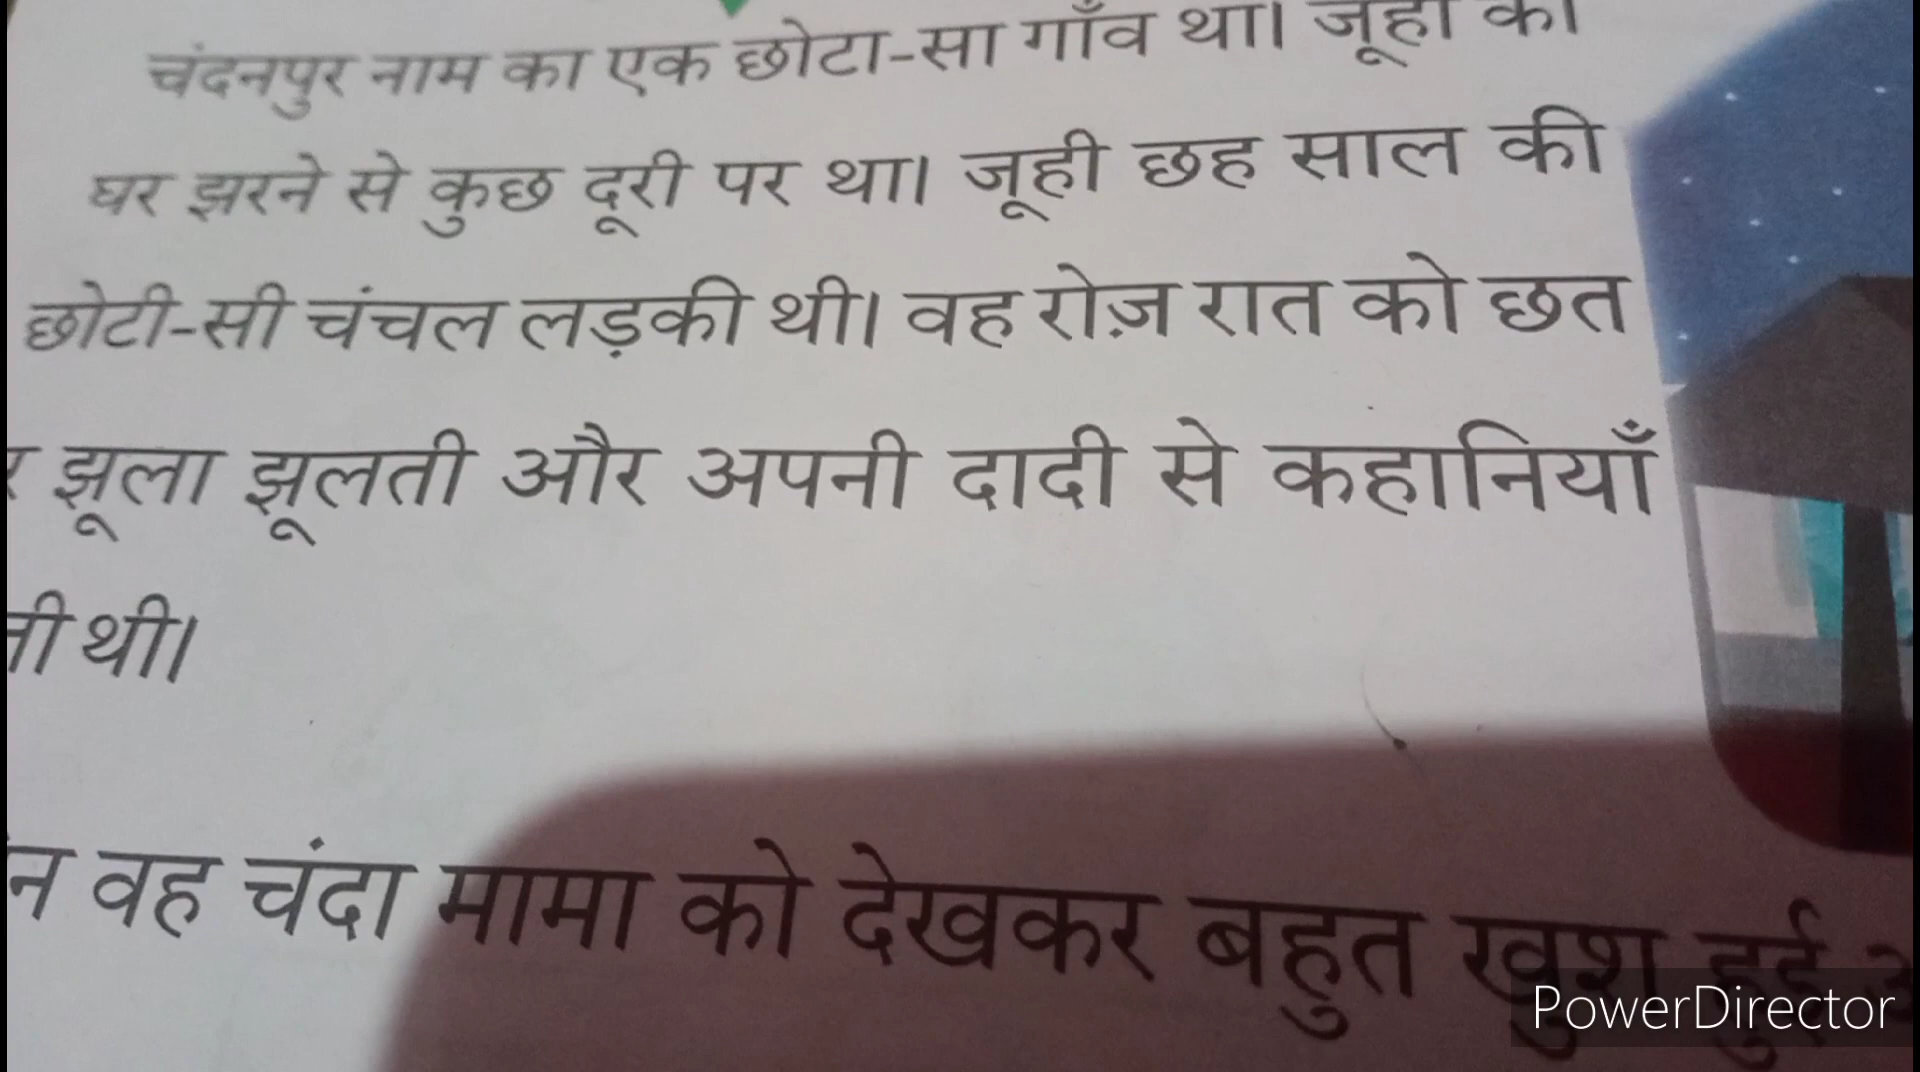 चंदनपुर नाम का एक छोटा-सा गाँव था। जूही का
घर झरने से कुछ दूरी पर था। जूही छह साल की
छोटी-सी चंचल लड़की थी। वह रोज़ रात को छत
झूला झूलती और अपनी दादी से कहानियाँ
थी।
वह चंदा मामा को देखकर बहुत खुश हुई
PowerDirector